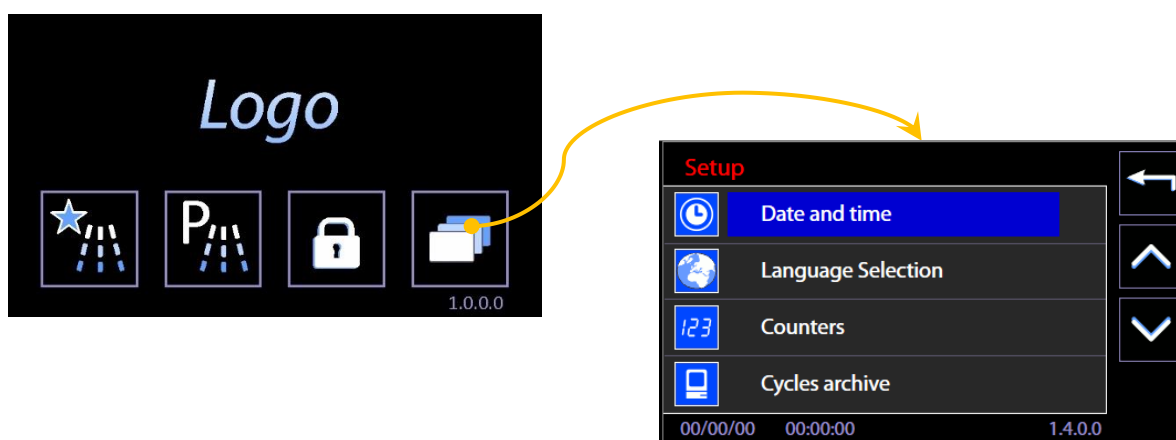 Logo
P
1.0.0.0
Setup
Date and time
Language Selection
123 Counters
Cycles archive
00/00/00 00:00:00 1.4.0.0